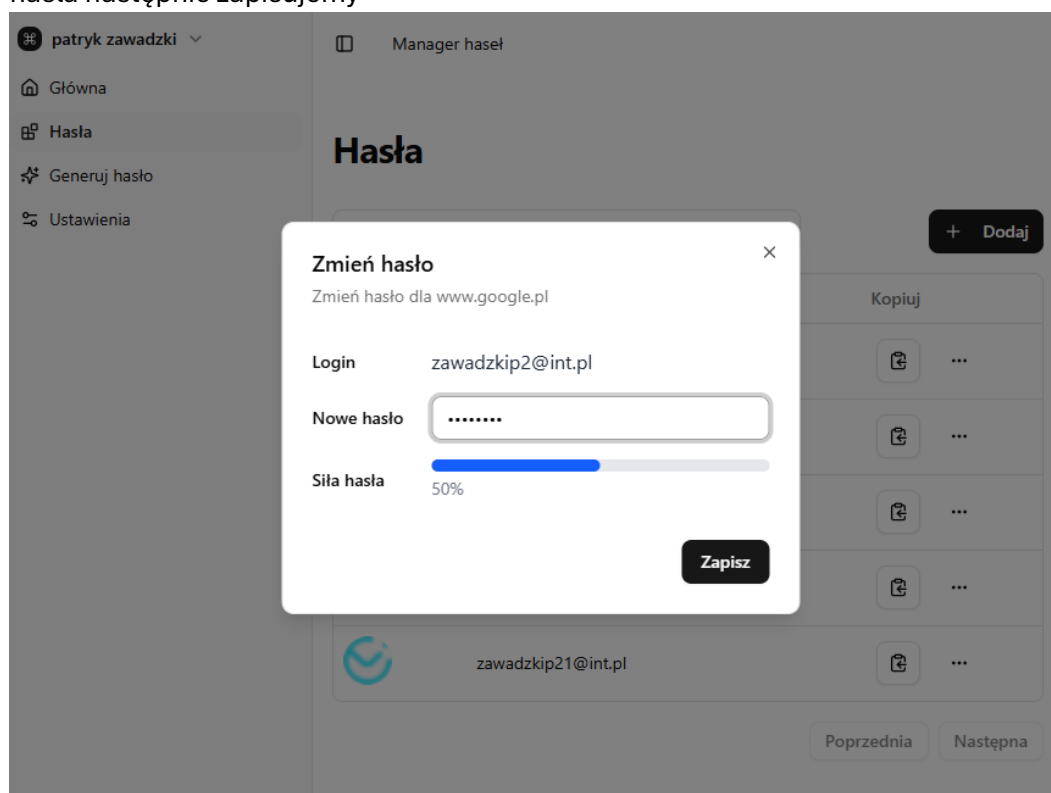 hasła następnie zapisujemy
patryk zawadzki
Manager haseł
Główna
Hasła
Generuj hasło
Ustawienia
Hasła
Dodaj
Kopiuj
Zmień hasło
Zmień hasło dla www.google.pl
Login zawadzkip2@int.pl
Nowe hasło ••••••••
Siła hasła
50%
Zapisz
zawadzkip21@int.pl
Poprzednia Następna